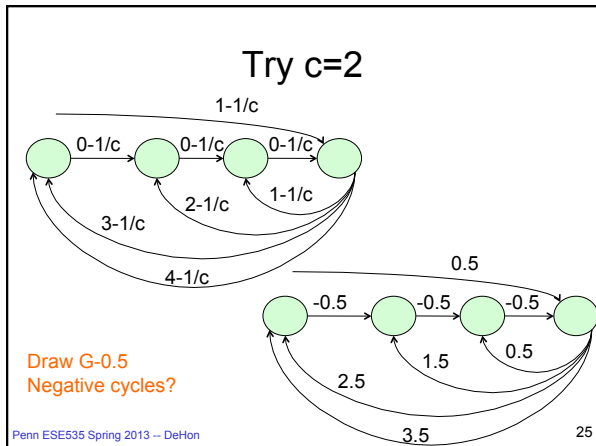 Try c=2
1-1/c
0-1/c 0-1/c 0-1/c
1-1/c
2-1/c
3-1/c
4-1/c
0.5
-0.5 -0.5 -0.5
0.5
1.5
2.5
3.5
Draw G-0.5
Negative cycles?
Penn ESE535 Spring 2013 -- DeHon
25